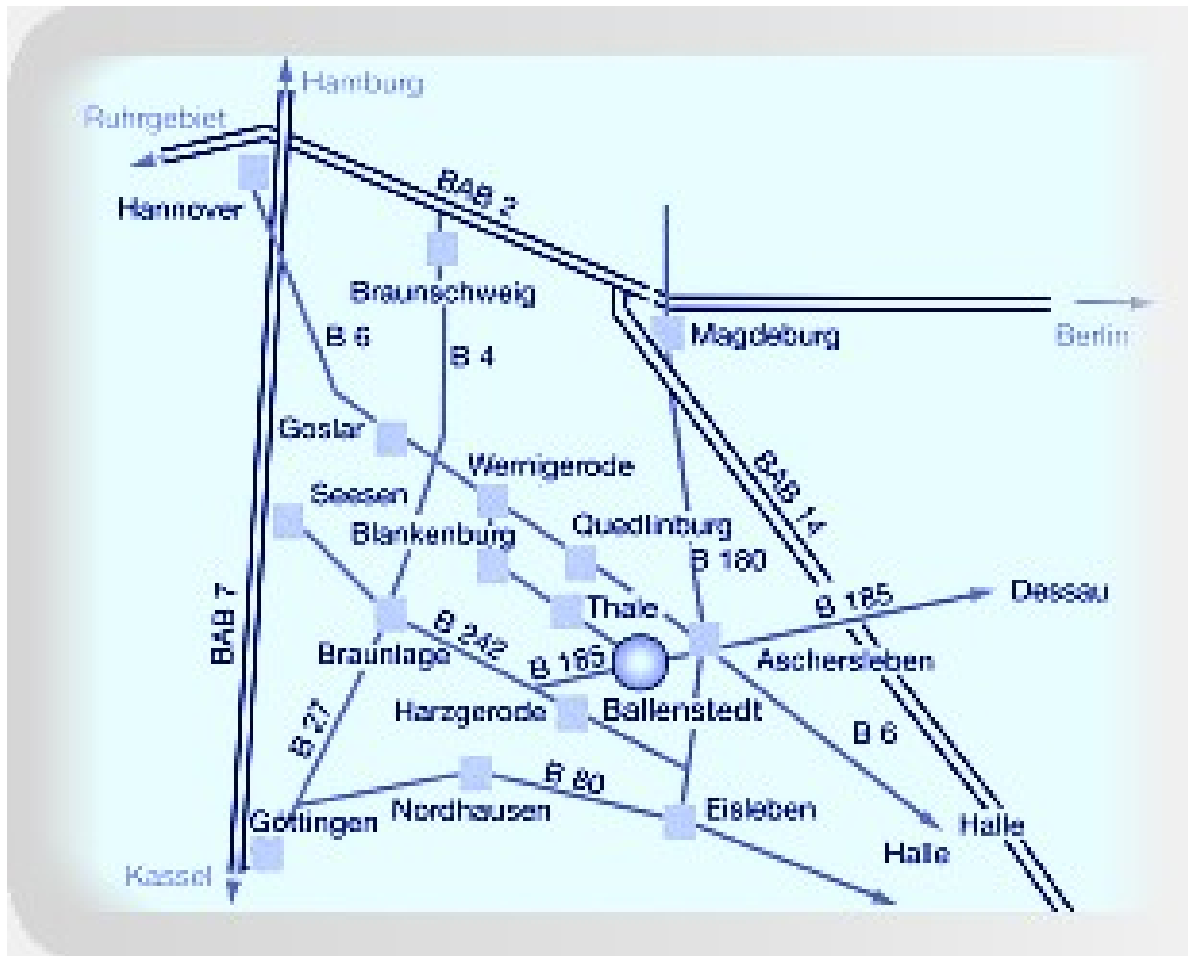 Hamburg
Ruhrgebiet
BAB 2
Hannover
Braunschweig
B 6
B 4
Magdeburg
Berlin
Goslar
Wernigerode
BAB 14
Seesen
Blankenburg
Quedlinburg
B 180
BAB 7
Thale
B 185
Dessau
B 242
Braunlage
B 185
Aschersleben
Harzgerode
Ballenstedt
B 27
B 6
B 80
Nordhausen
Eisleben
Göttingen
Halle
Halle
Kassel